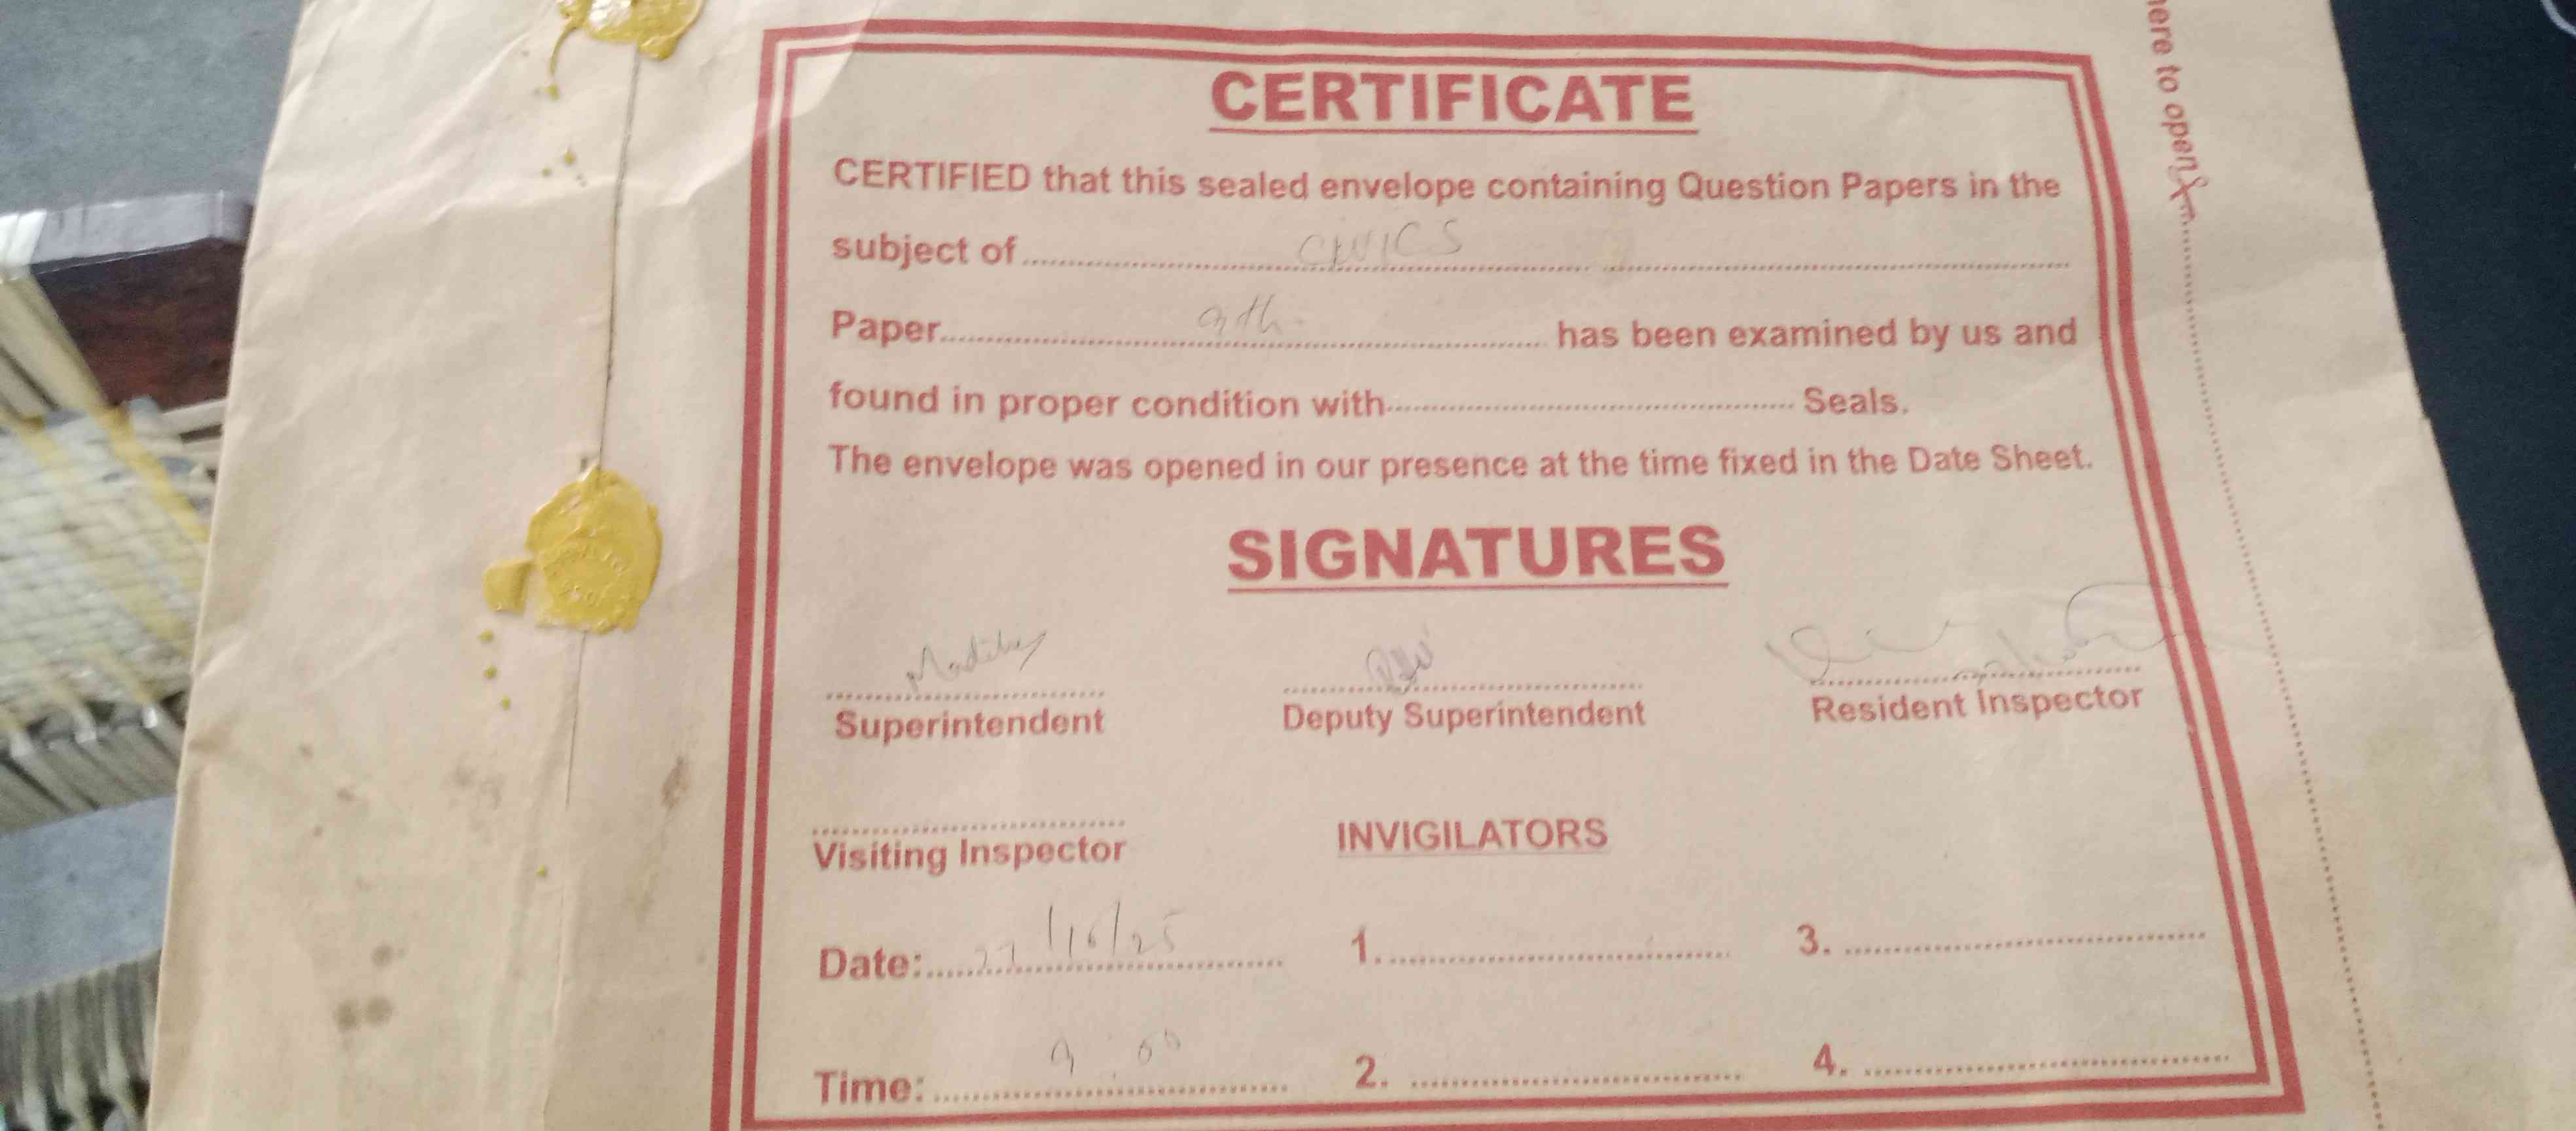 CERTIFICATE
CERTIFIED that this sealed envelope containing Question Papers in the
subject of CIVICS
Paper 9th has been examined by us and
found in proper condition with Seals.
The envelope was opened in our presence at the time fixed in the Date Sheet.
SIGNATURES
Superintendent Deputy Superintendent Resident Inspector
Visiting Inspector INVIGILATORS
Date: 1. 3.
Time: 9:00 2. 4.
here to open